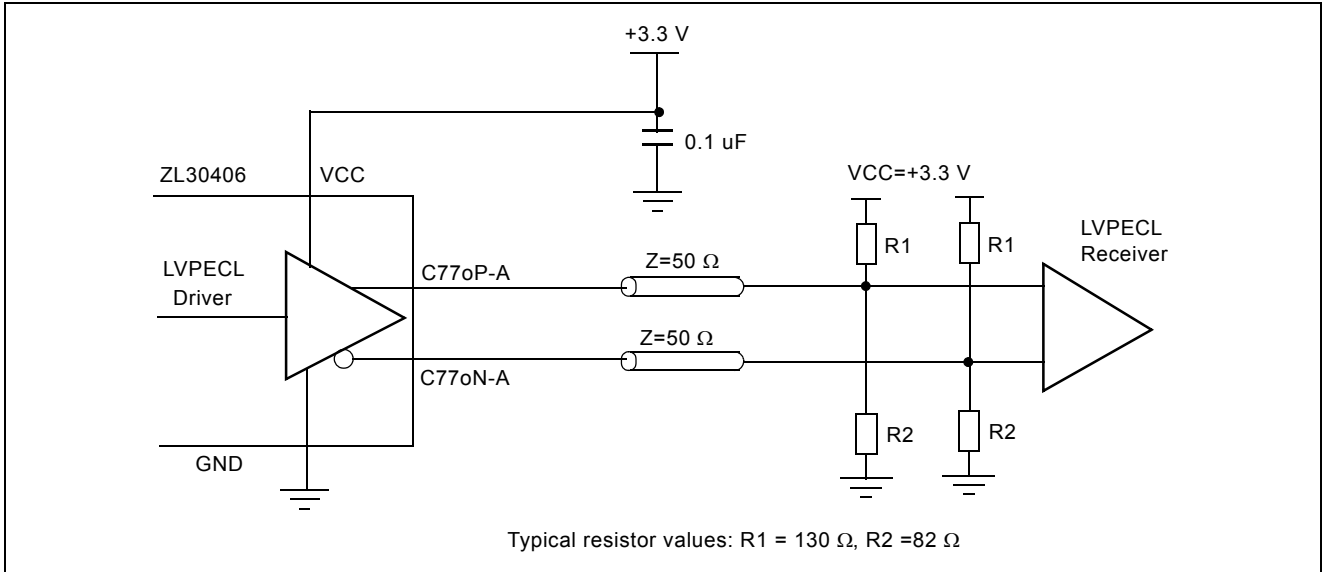 +3.3 V
0.1 uF
ZL30406
VCC
VCC=+3.3 V
R1
R1
LVPECL
Receiver
LVPECL
Driver
C77oP-A
Z=50 Ω
Z=50 Ω
C77oN-A
R2
R2
GND
Typical resistor values: R1 = 130 Ω, R2 =82 Ω